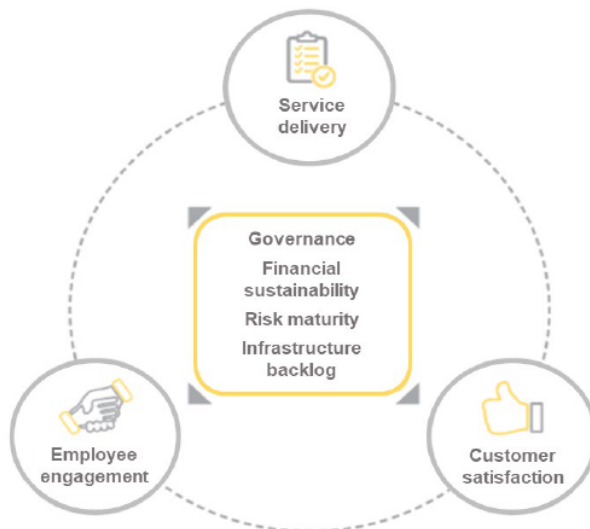 Service
delivery
Governance
Financial
sustainability
Risk maturity
Infrastructure
backlog
Employee
engagement
Customer
satisfaction